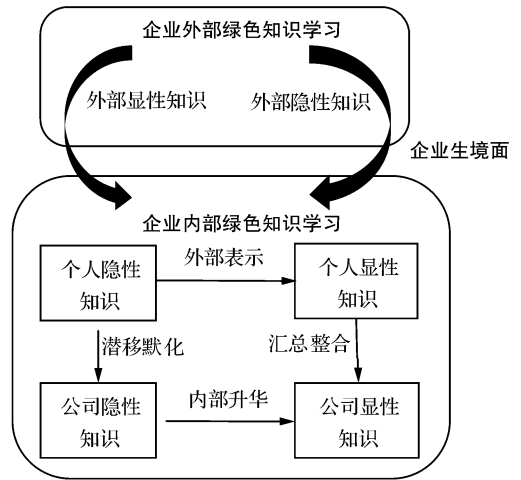 企业外部绿色知识学习
外部显性知识
外部隐性知识
企业生境面
企业内部绿色知识学习
个人隐性
知识
外部表示
个人显性
知识
潜移默化
汇总整合
公司隐性
知识
内部升华
公司显性
知识